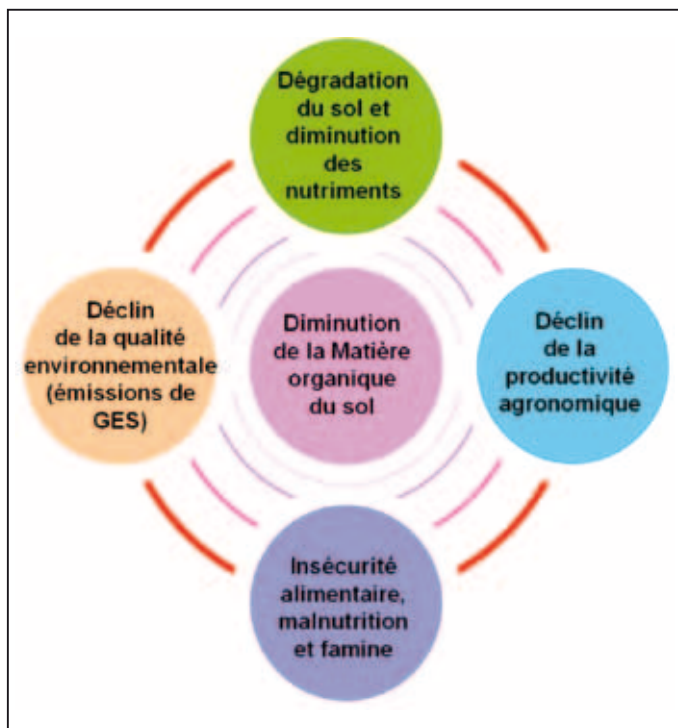 Dégradation
du sol et
diminution
des
nutriments
Déclin
de la qualité
environnementale
(émissions de
GES)
Diminution
de la Matière
organique
du sol
Déclin
de la
productivité
agronomique
Insécurité
alimentaire,
malnutrition
et famine